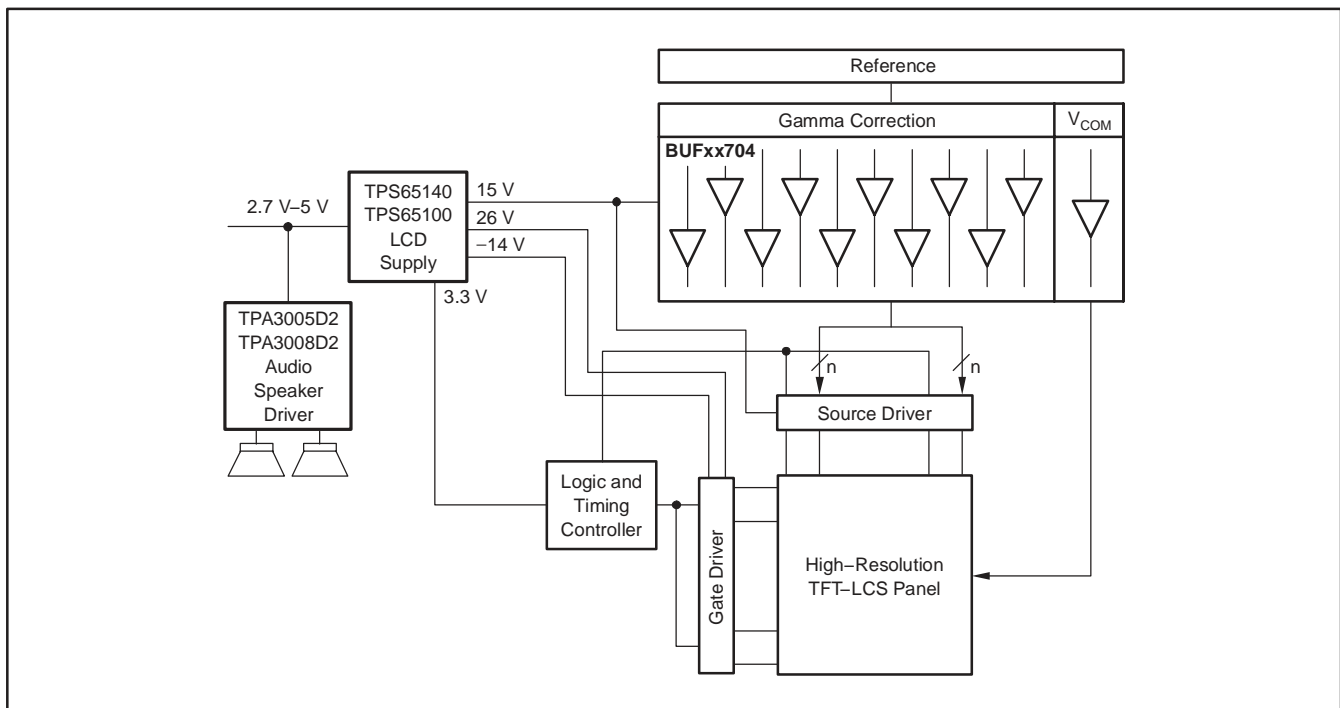 Reference
Gamma Correction
VCOM
BUFxx704
TPS65140
TPS65100
LCD
Supply
2.7 V–5 V
15 V
26 V
–14 V
3.3 V
TPA3005D2
TPA3008D2
Audio
Speaker
Driver
n
n
Source Driver
Logic and
Timing
Controller
Gate Driver
High–Resolution
TFT–LCS Panel